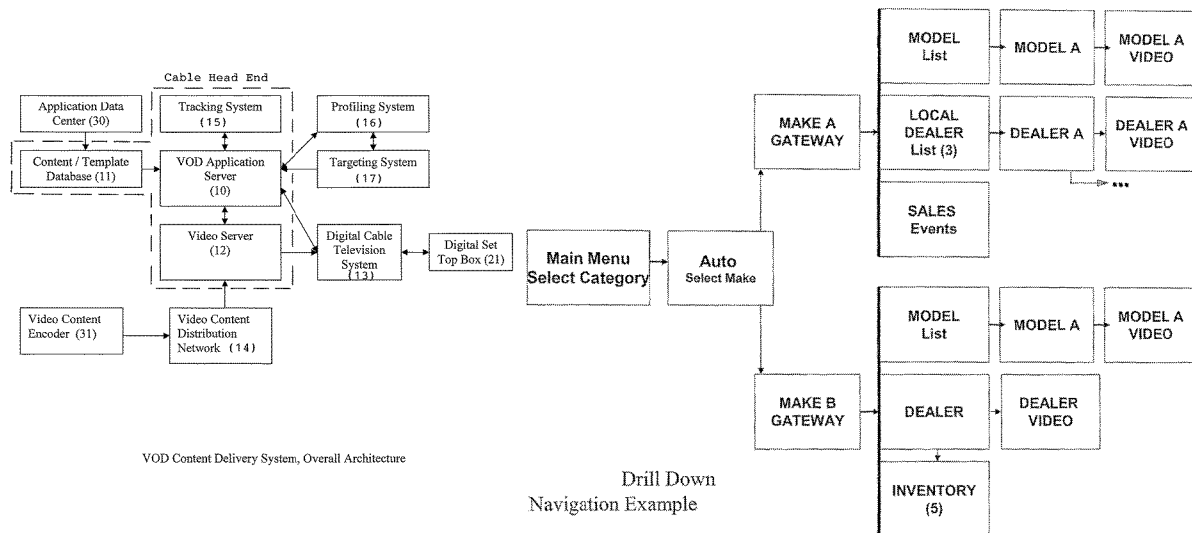 Cable Head End
Application Data
Center (30)
Tracking System
(15)
Profiling System
(16)
Content / Template
Database (11)
VOD Application
Server
(10)
Targeting System
(17)
Video Server
(12)
Digital Cable
Television
System
(13)
Digital Set
Top Box (21)
Video Content
Encoder (31)
Video Content
Distribution
Network (14)
VOD Content Delivery System, Overall Architecture
Main Menu
Select Category
Auto
Select Make
MAKE A
GATEWAY
MODEL
List
MODEL A
MODEL A
VIDEO
LOCAL
DEALER
List (3)
DEALER A
DEALER A
VIDEO
...
SALES
Events
MAKE B
GATEWAY
MODEL
List
MODEL A
MODEL A
VIDEO
DEALER
DEALER
VIDEO
INVENTORY
(5)
Drill Down
Navigation Example